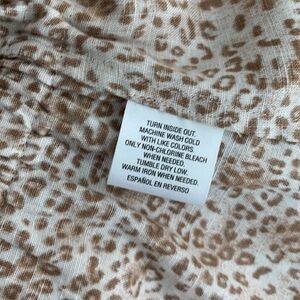 TURN INSIDE OUT.
MACHINE WASH COLD
WITH LIKE COLORS.
ONLY NON-CHLORINE BLEACH
WHEN NEEDED.
TUMBLE DRY LOW.
WARM IRON WHEN NEEDED.
ESPAÑOL EN REVERSO